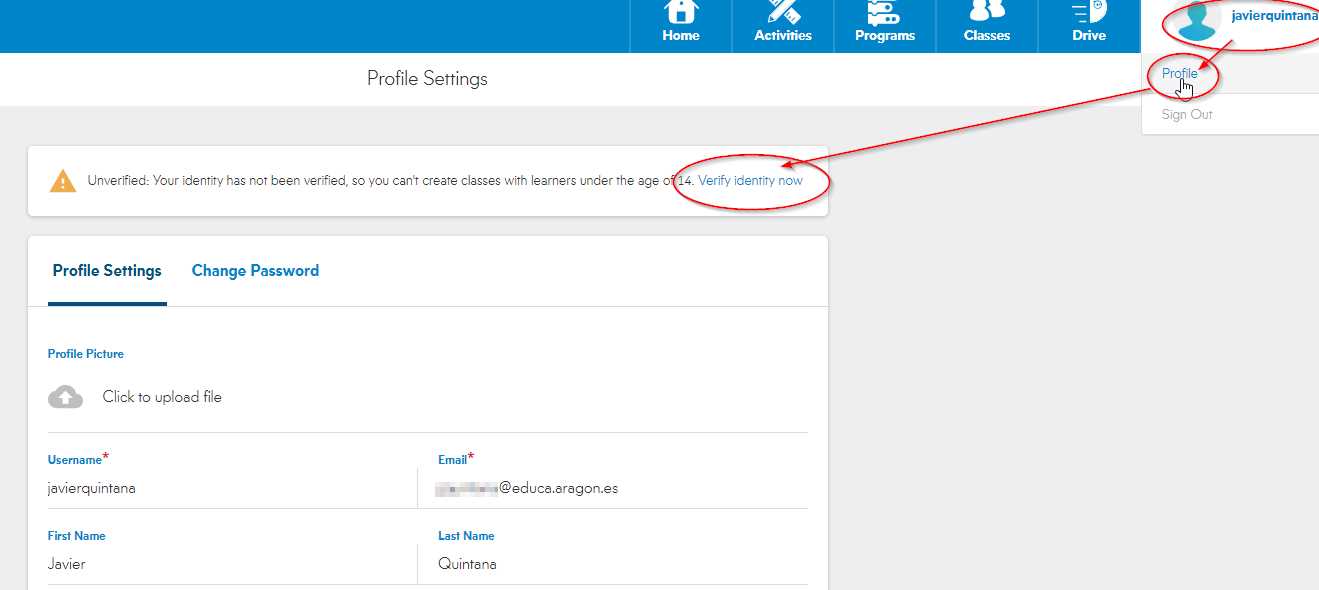 Home
Activities
Programs
Classes
Drive
javierquintana
Profile
Sign Out
Profile Settings
Unverified: Your identity has not been verified, so you can't create classes with learners under the age of 14. Verify identity now
Profile Settings
Change Password
Profile Picture
Click to upload file
Username*
Email*
javierquintana
@educa.aragon.es
First Name
Last Name
Javier
Quintana